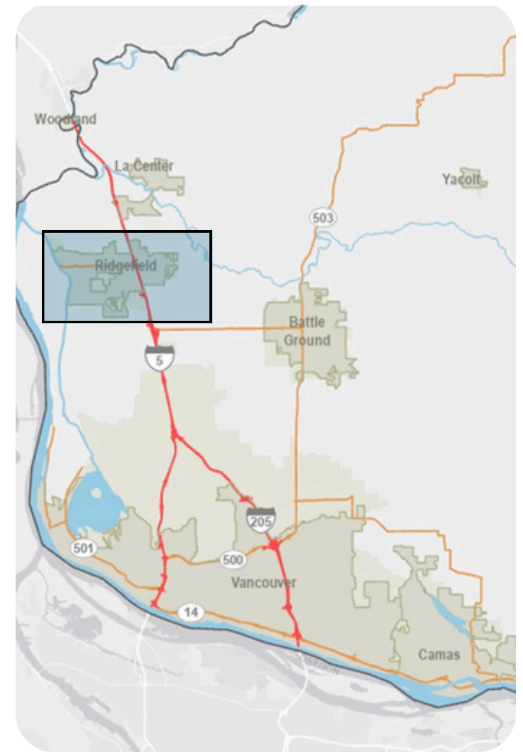 Woodland
La Center
Yacolt
503
Ridgefield
Battle
Ground
5
205
501
500
Vancouver
14
Camas